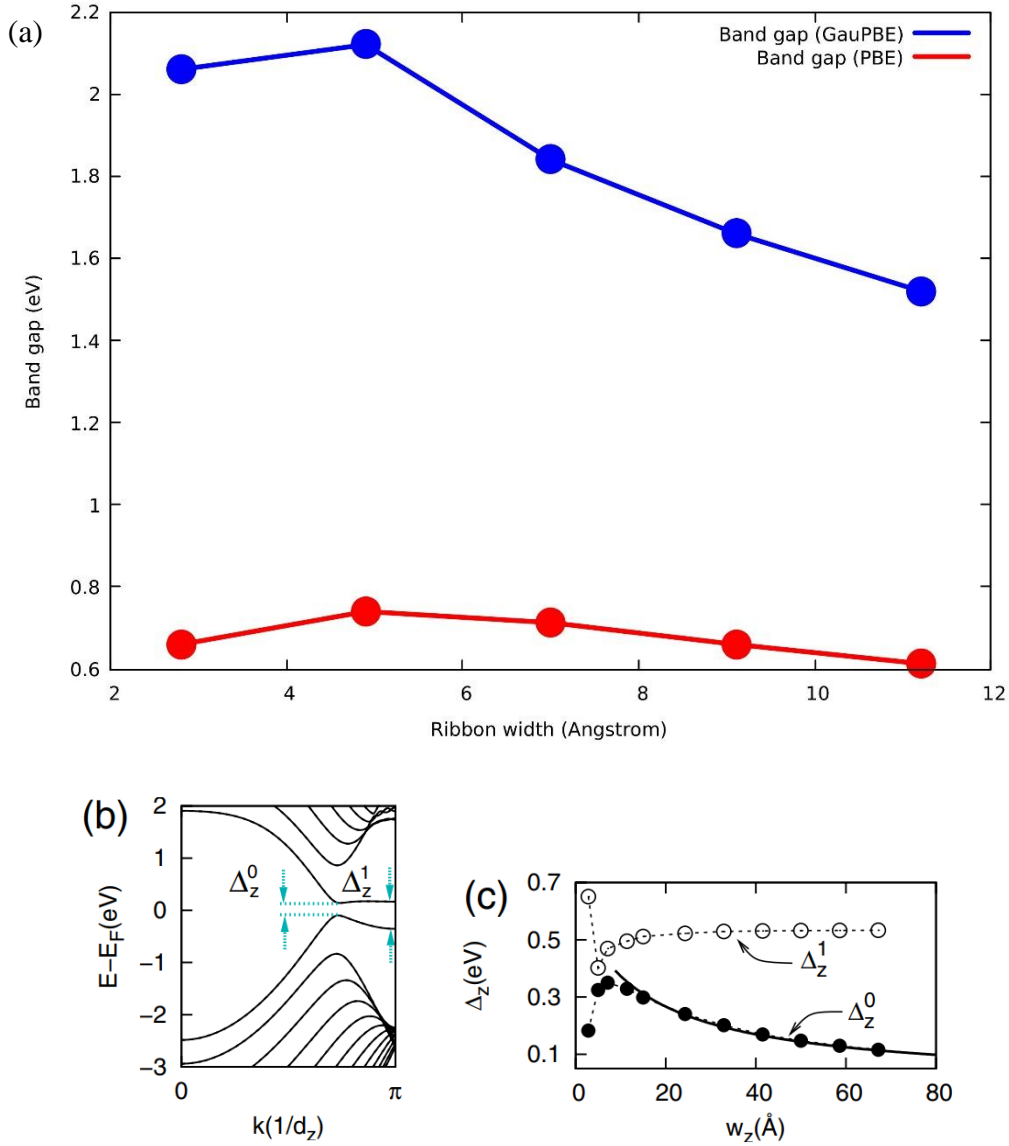 (a)
2.2
2
1.8
1.6
1.4
1.2
1
0.8
0.6
Band gap (eV)
Band gap (GauPBE)
Band gap (PBE)
2
4
6
8
10
12
Ribbon width (Angstrom)
(b)
2
1
0
−1
−2
−3
E−E_F(eV)
Δ_z^0
Δ_z^1
0
π
k(1/d_z)
(c)
0.7
0.5
0.3
0.1
Δ_z(eV)
Δ_z^1
Δ_z^0
0
20
40
60
80
w_z(Å)